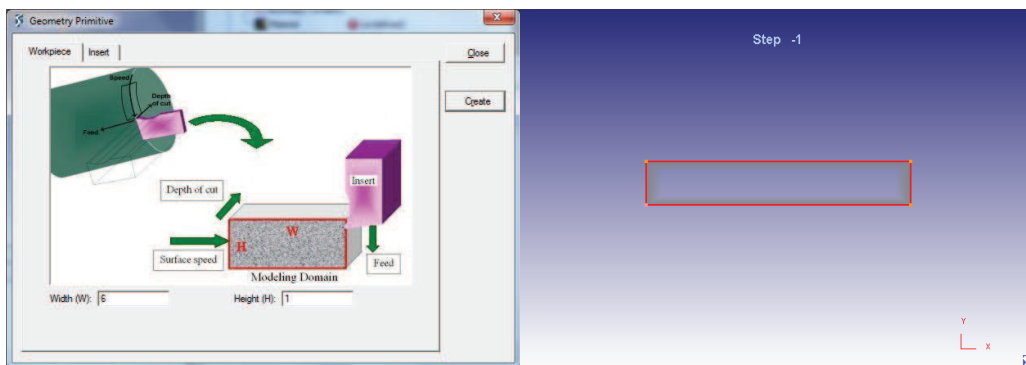 Geometry Primitive
Workpiece
Insert
Close
Create
Speed
Depth
of cut
Feed
Depth of cut
Insert
W
H
Surface speed
Feed
Modeling Domain
Width (W): 6
Height (H): 1
Step -1
Y
X